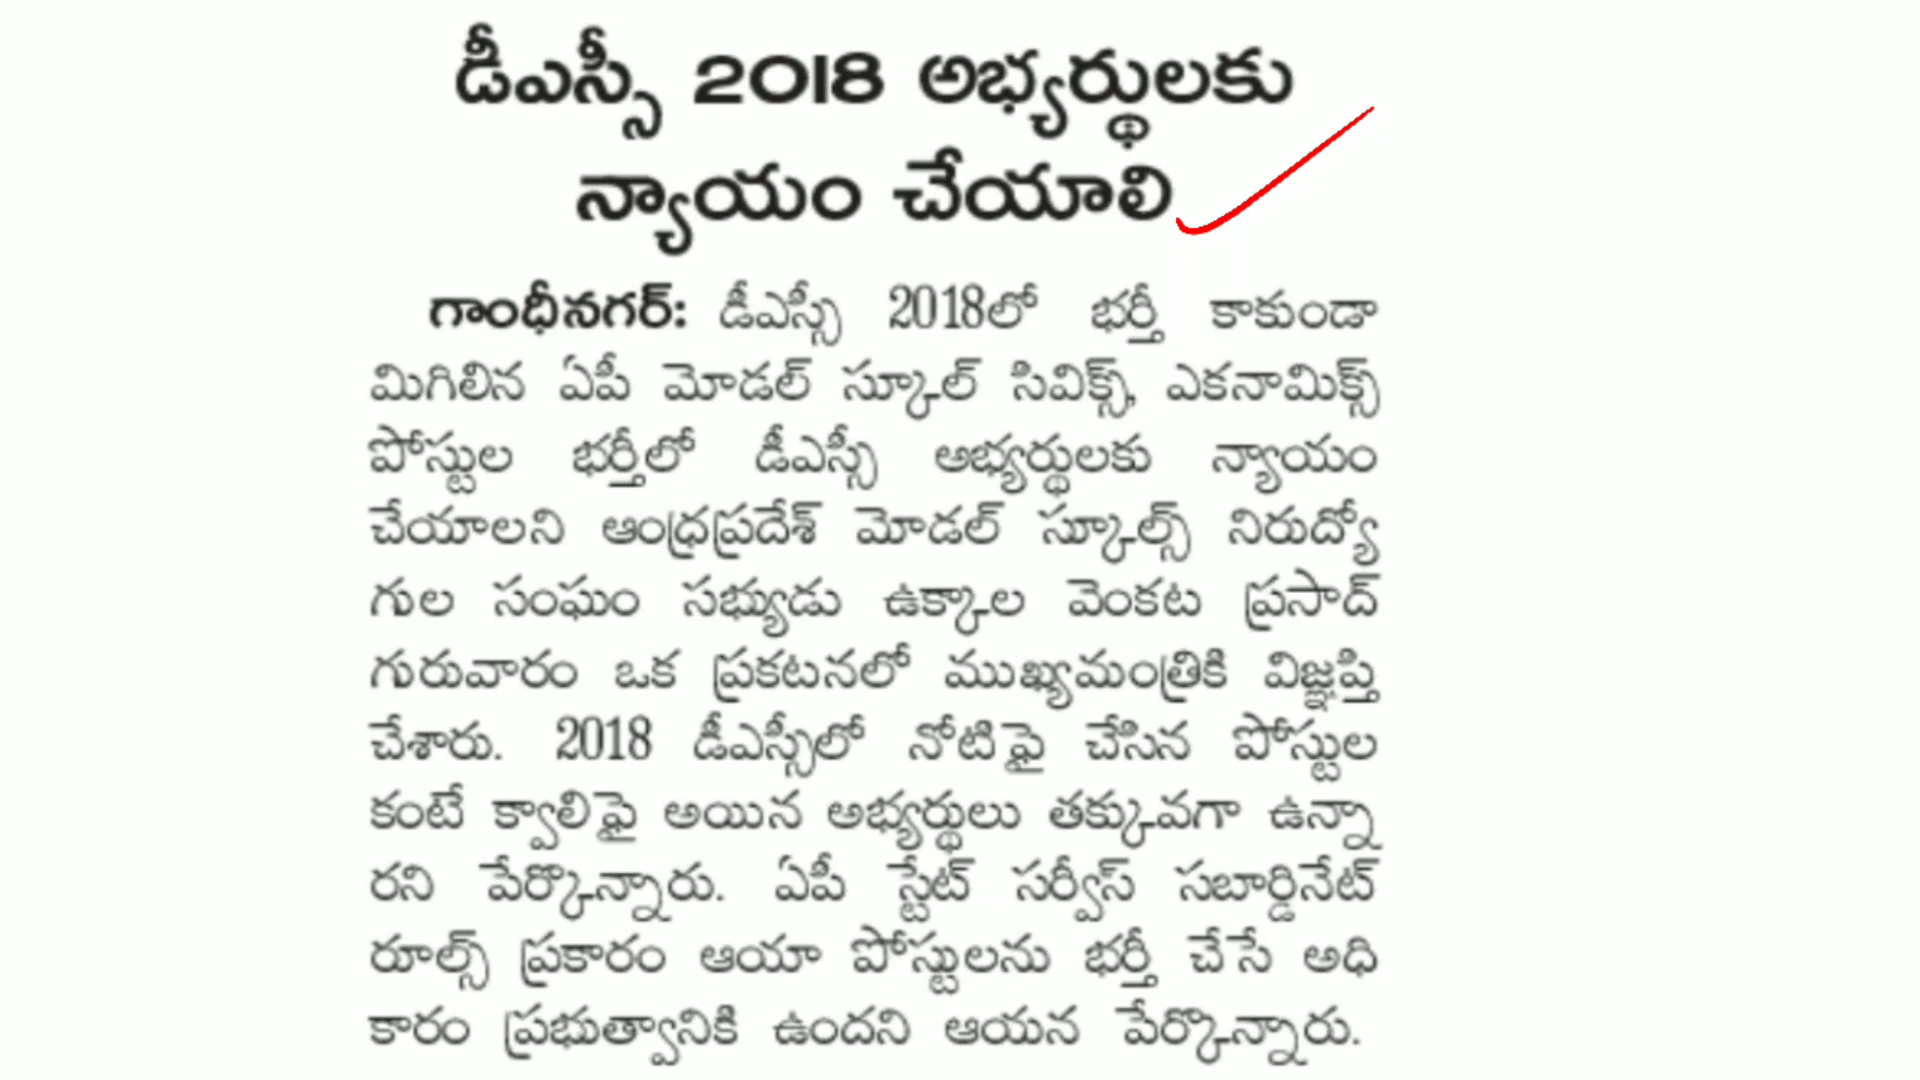 డీఎస్సీ 2018 అభ్యర్థులకు
న్యాయం చేయాలి
గాంధీనగర్: డీఎస్సీ 2018లో భర్తీ కాకుండా
మిగిలిన ఏపీ మోడల్ స్కూల్ సివిక్స్, ఎకనామిక్స్
పోస్టుల భర్తీలో డీఎస్సీ అభ్యర్థులకు న్యాయం
చేయాలని ఆంధ్రప్రదేశ్ మోడల్ స్కూల్స్ నిరుద్యో
గుల సంఘం సభ్యుడు ఉక్కాల వెంకట ప్రసాద్
గురువారం ఒక ప్రకటనలో ముఖ్యమంత్రికి విజ్ఞప్తి
చేశారు. 2018 డీఎస్సీలో నోటిఫై చేసిన పోస్టుల
కంటే క్వాలిఫై అయిన అభ్యర్థులు తక్కువగా ఉన్నా
రని పేర్కొన్నారు. ఏపీ స్టేట్ సర్వీస్ సబార్డినేట్
రూల్స్ ప్రకారం ఆయా పోస్టులను భర్తీ చేసే అధి
కారం ప్రభుత్వానికి ఉందని ఆయన పేర్కొన్నారు.